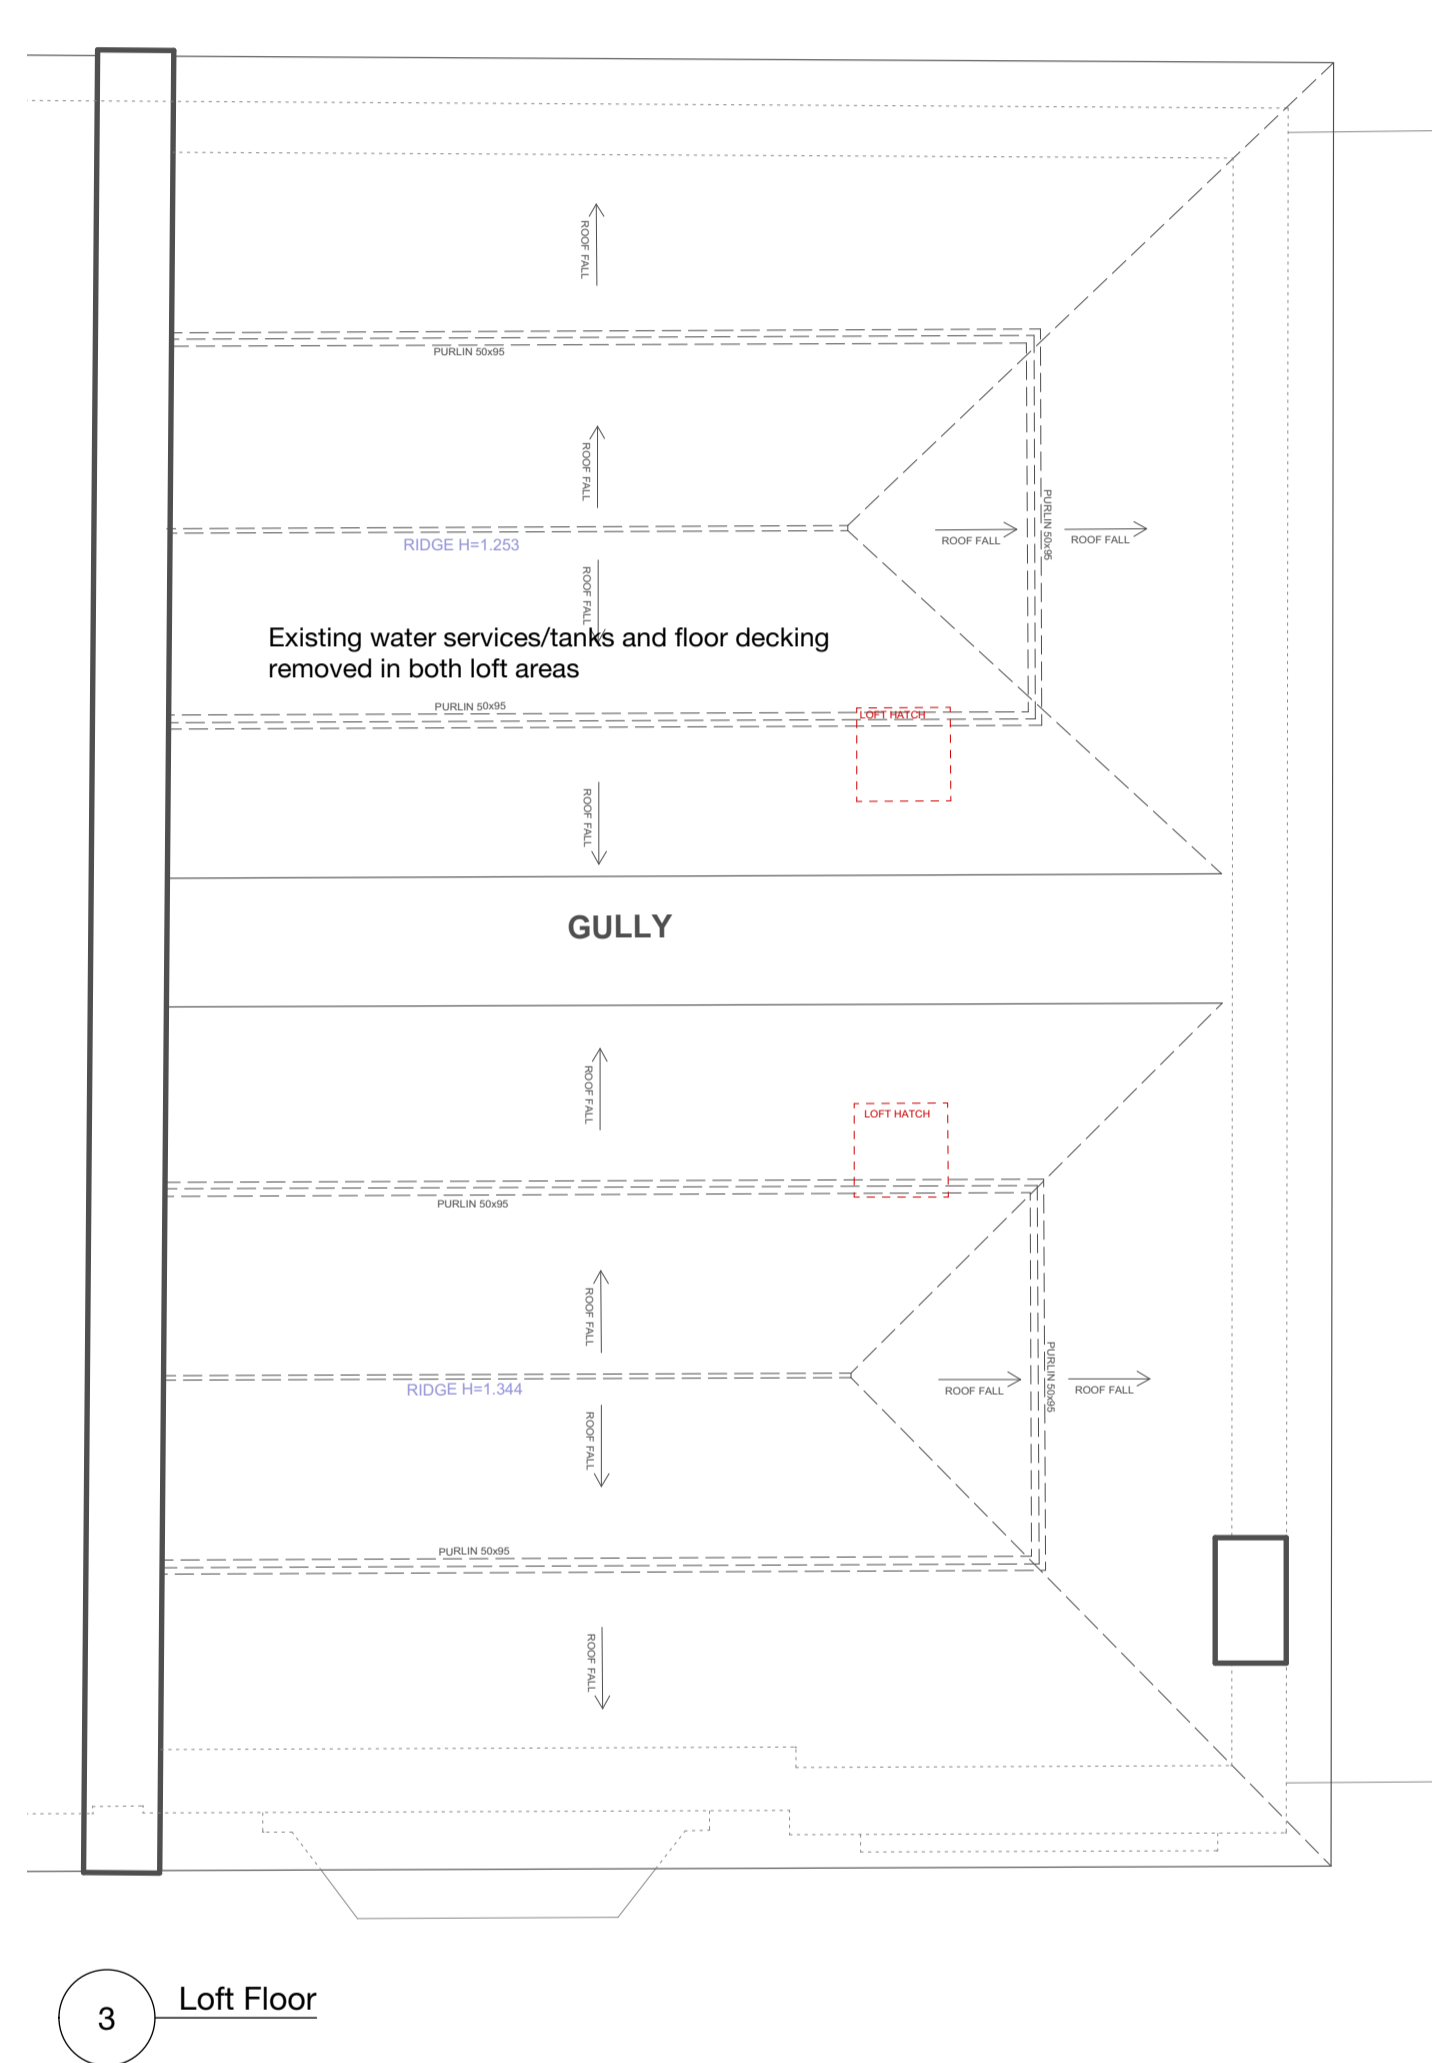 ROOF FALL
PURLIN 50x95
ROOF FALL
RIDGE H=1.253
ROOF FALL
ROOF FALL
PURLIN 50x95
ROOF FALL
Existing water services/tanks and floor decking
removed in both loft areas
PURLIN 50x95
LOFT HATCH
ROOF FALL
GULLY
ROOF FALL
LOFT HATCH
PURLIN 50x95
ROOF FALL
RIDGE H=1.344
ROOF FALL
PURLIN 50x95
ROOF FALL
ROOF FALL
PURLIN 50x95
ROOF FALL
3
Loft Floor